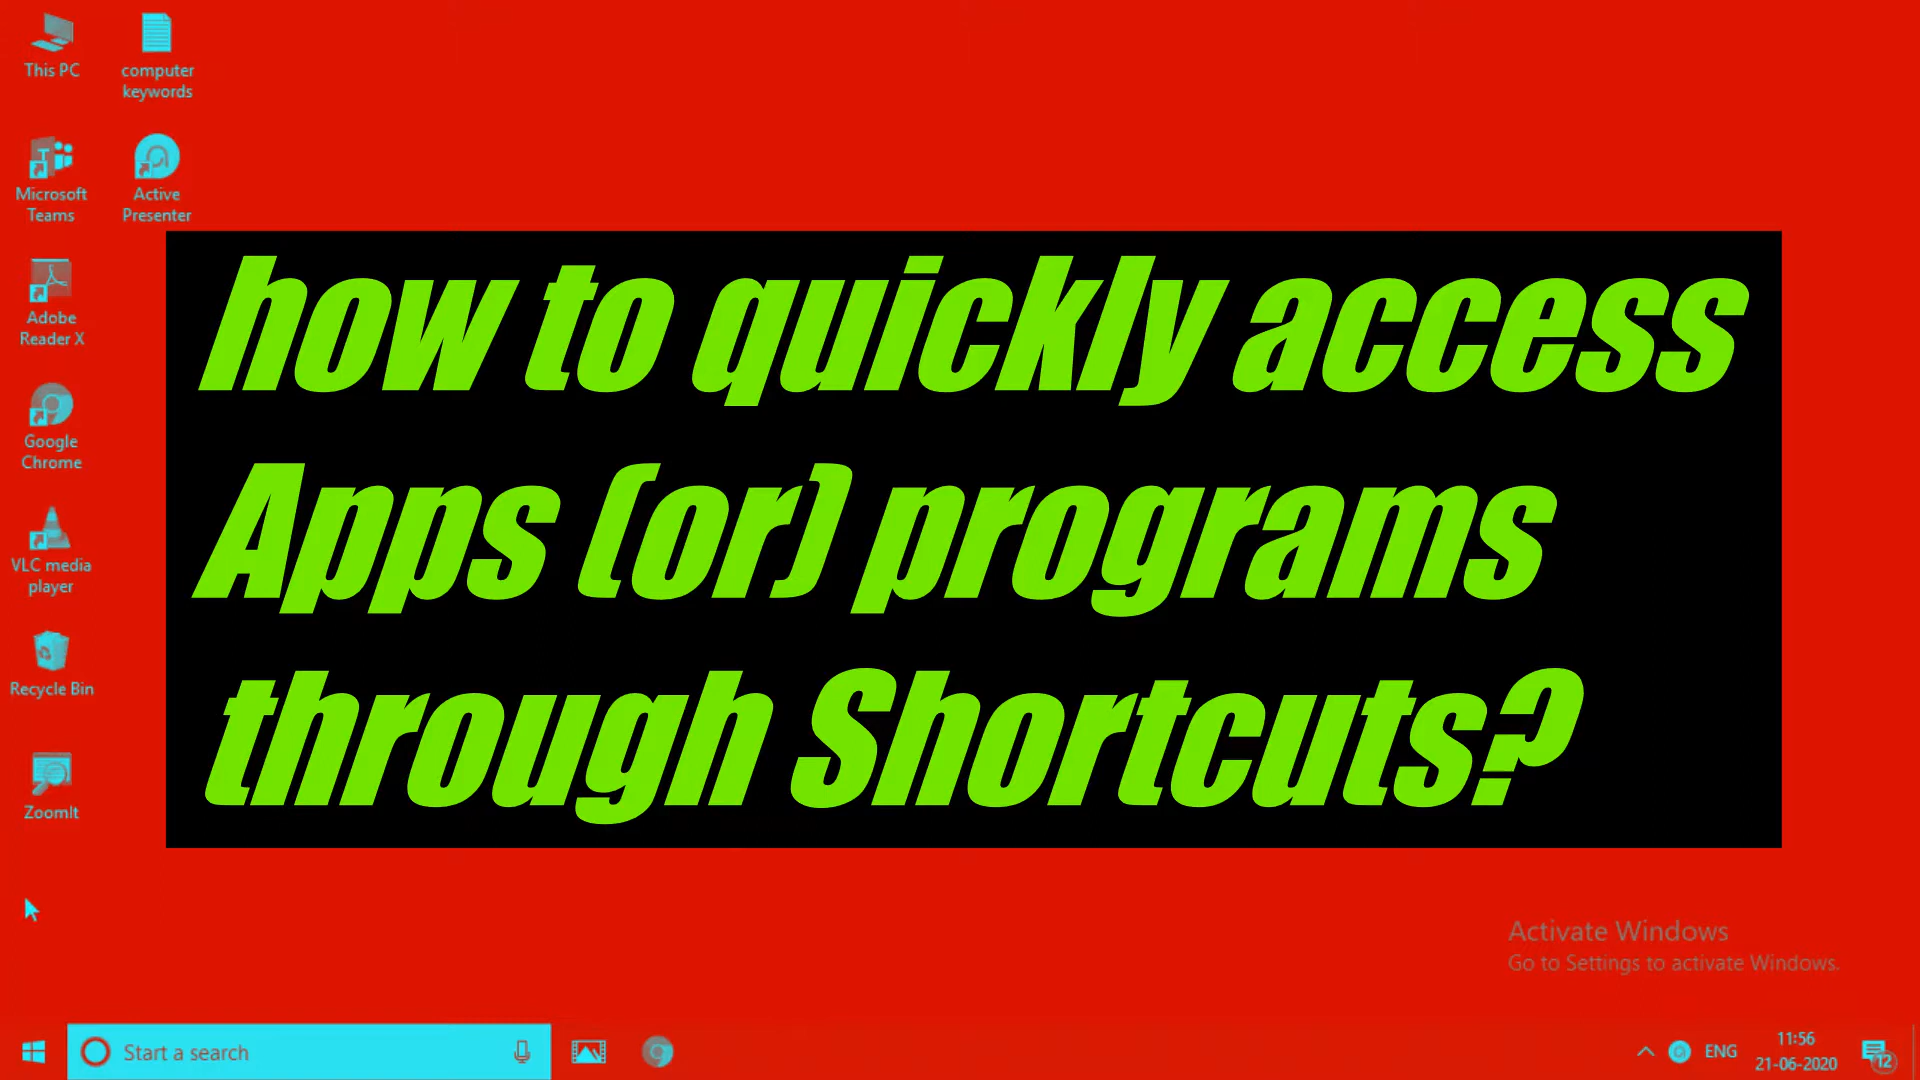 This PC
computer
keywords
Microsoft
Teams
Active
Presenter
Adobe
Reader X
Google
Chrome
VLC media
player
Recycle Bin
ZoomIt
how to quickly access
Apps (or) programs
through Shortcuts?
Activate Windows
Go to Settings to activate Windows.
Start a search
ENG
11:56
21-06-2020
12